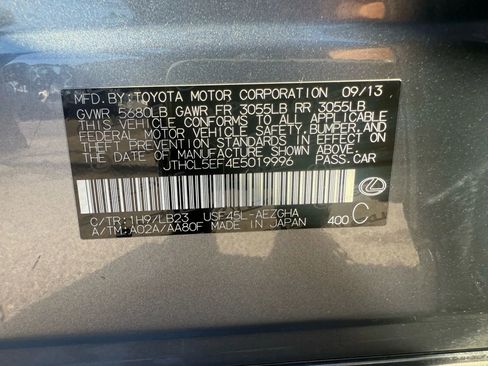 MFD. BY: TOYOTA MOTOR CORPORATION 09/13
GVWR 5680LB GAWR FR 3055LB RR 3055LB
THIS VEHICLE CONFORMS TO ALL APPLICABLE
FEDERAL MOTOR VEHICLE SAFETY, BUMPER, AND
THEFT PREVENTION STANDARDS IN EFFECT ON
THE DATE OF MANUFACTURE SHOWN ABOVE.
JTHCL5EF4E5019996 PASS. CAR
C/TR: 1H9/LB23 USF45L-AEZGHA
A/TM: A02A/AA80F MADE IN JAPAN 400 C